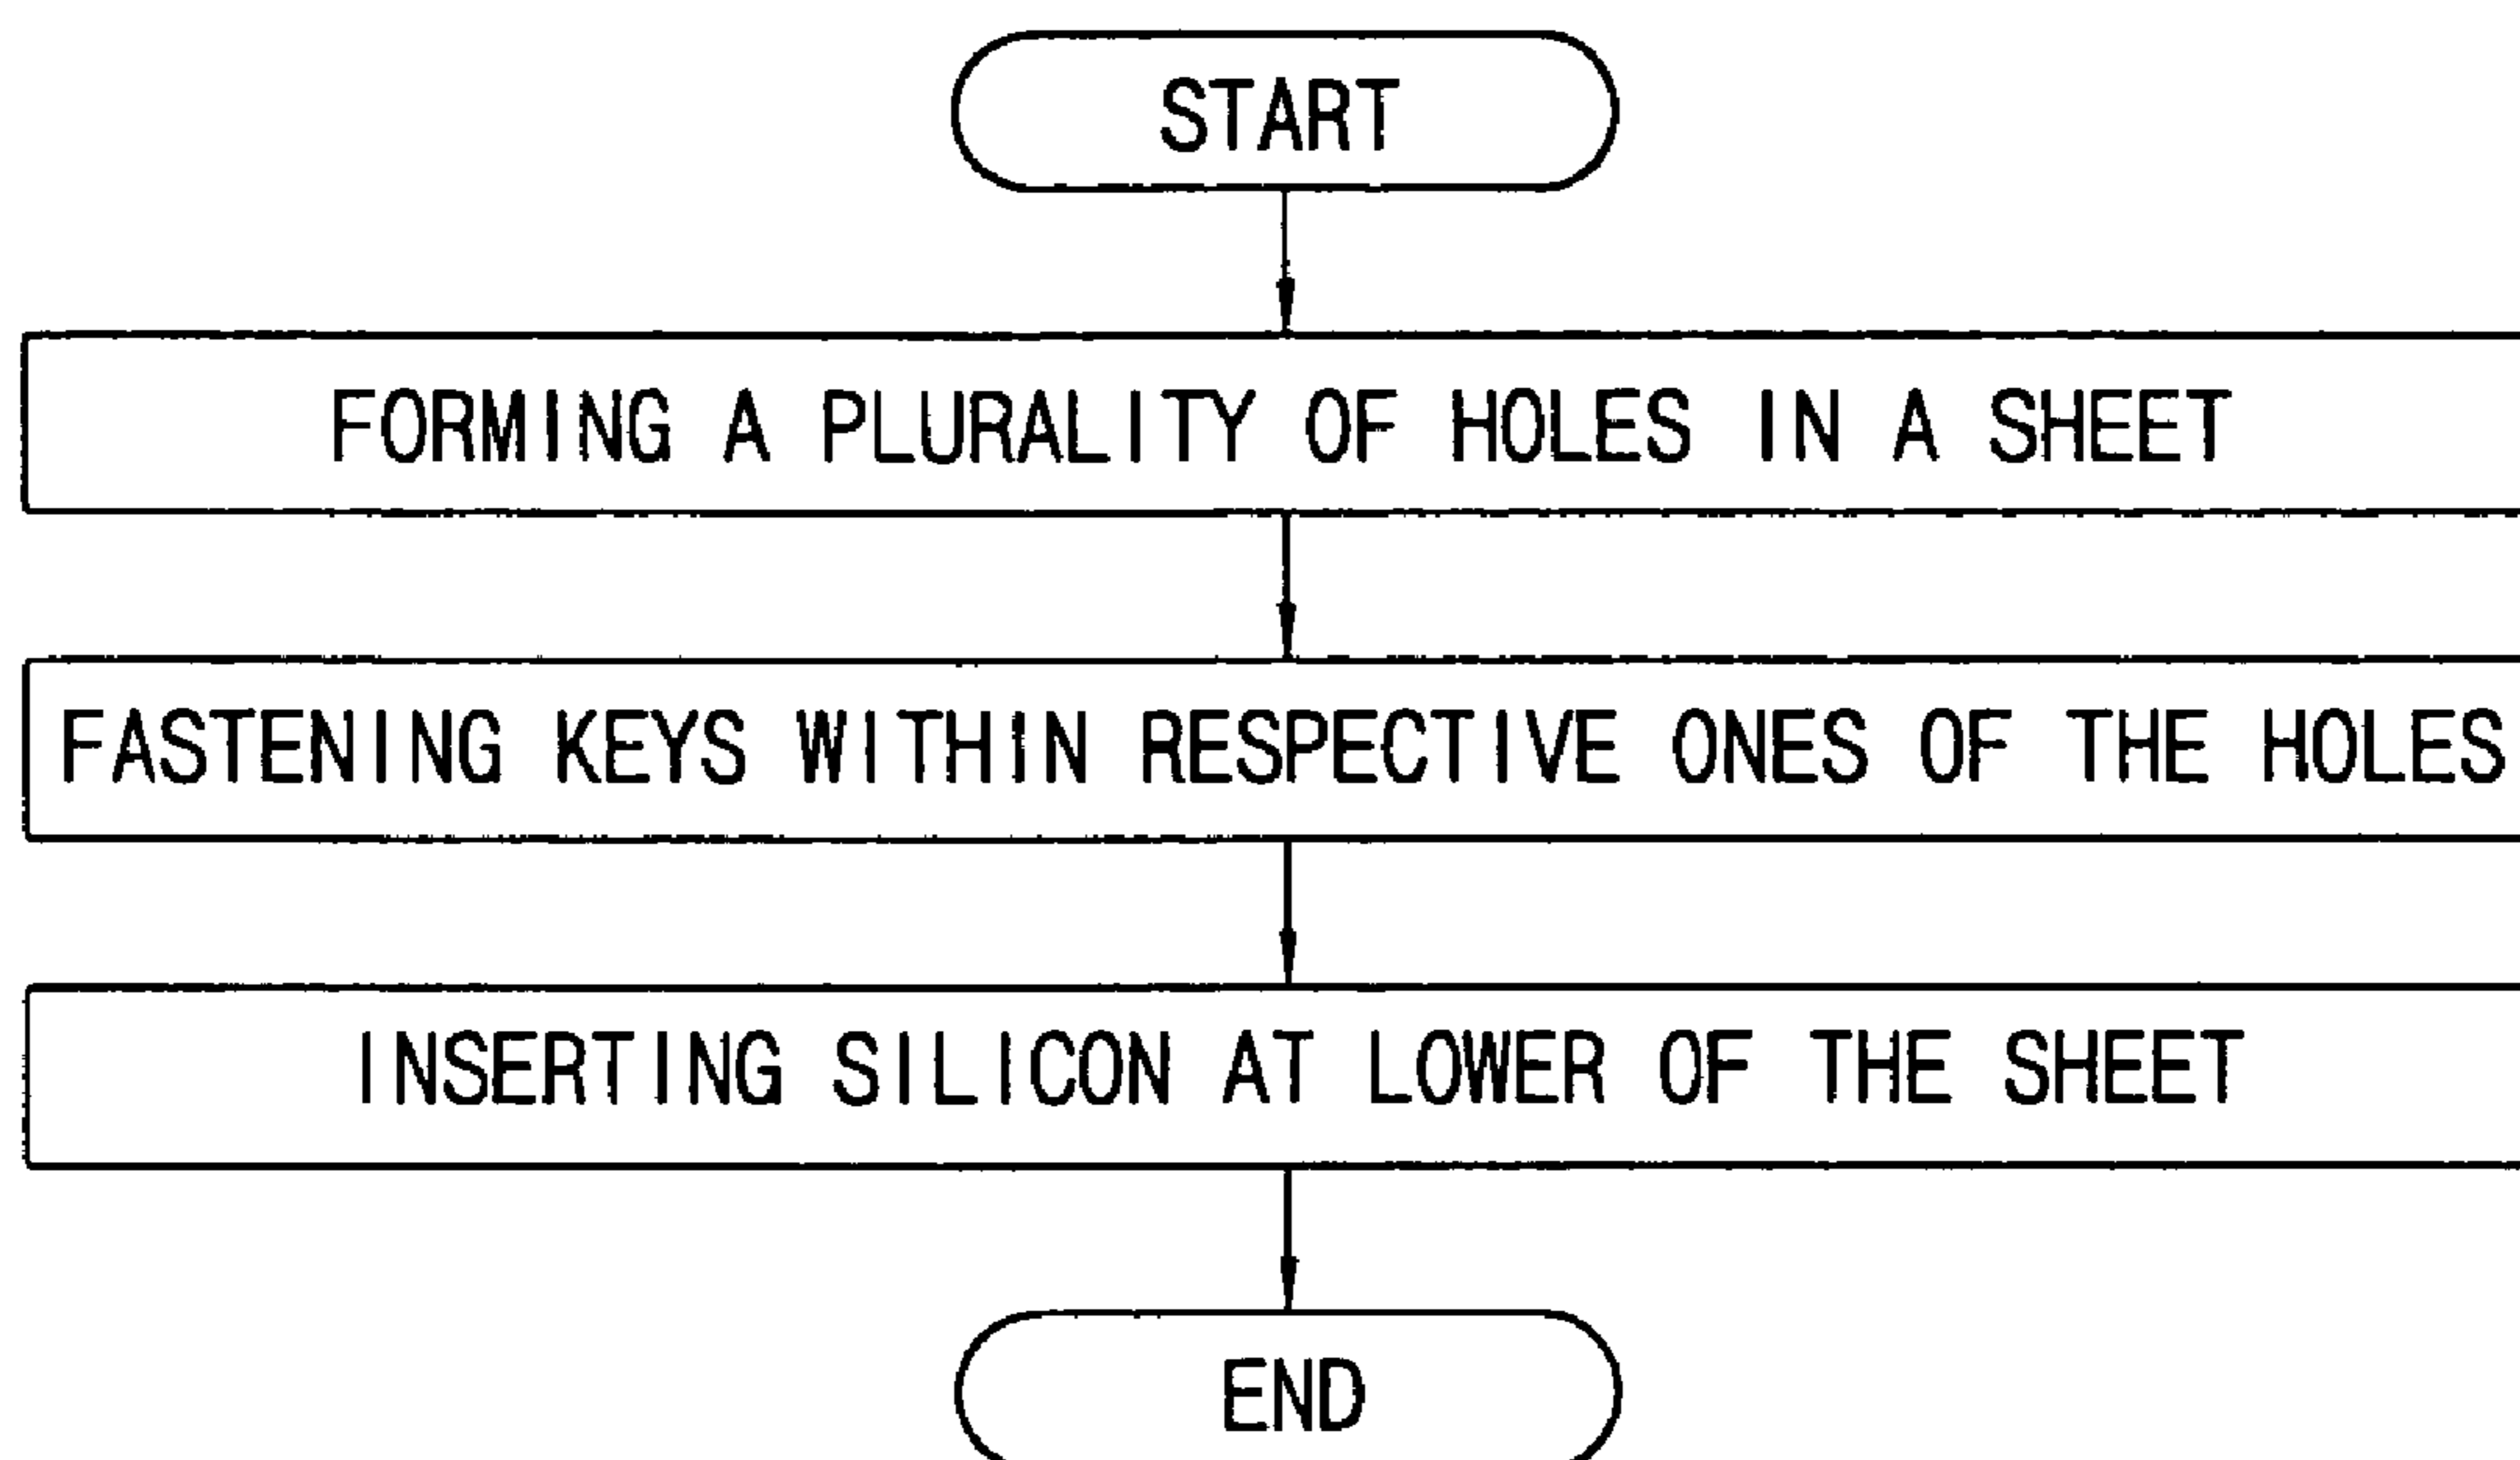 START
FORMING A PLURALITY OF HOLES IN A SHEET
FASTENING KEYS WITHIN RESPECTIVE ONES OF THE HOLES
INSERTING SILICON AT LOWER OF THE SHEET
END